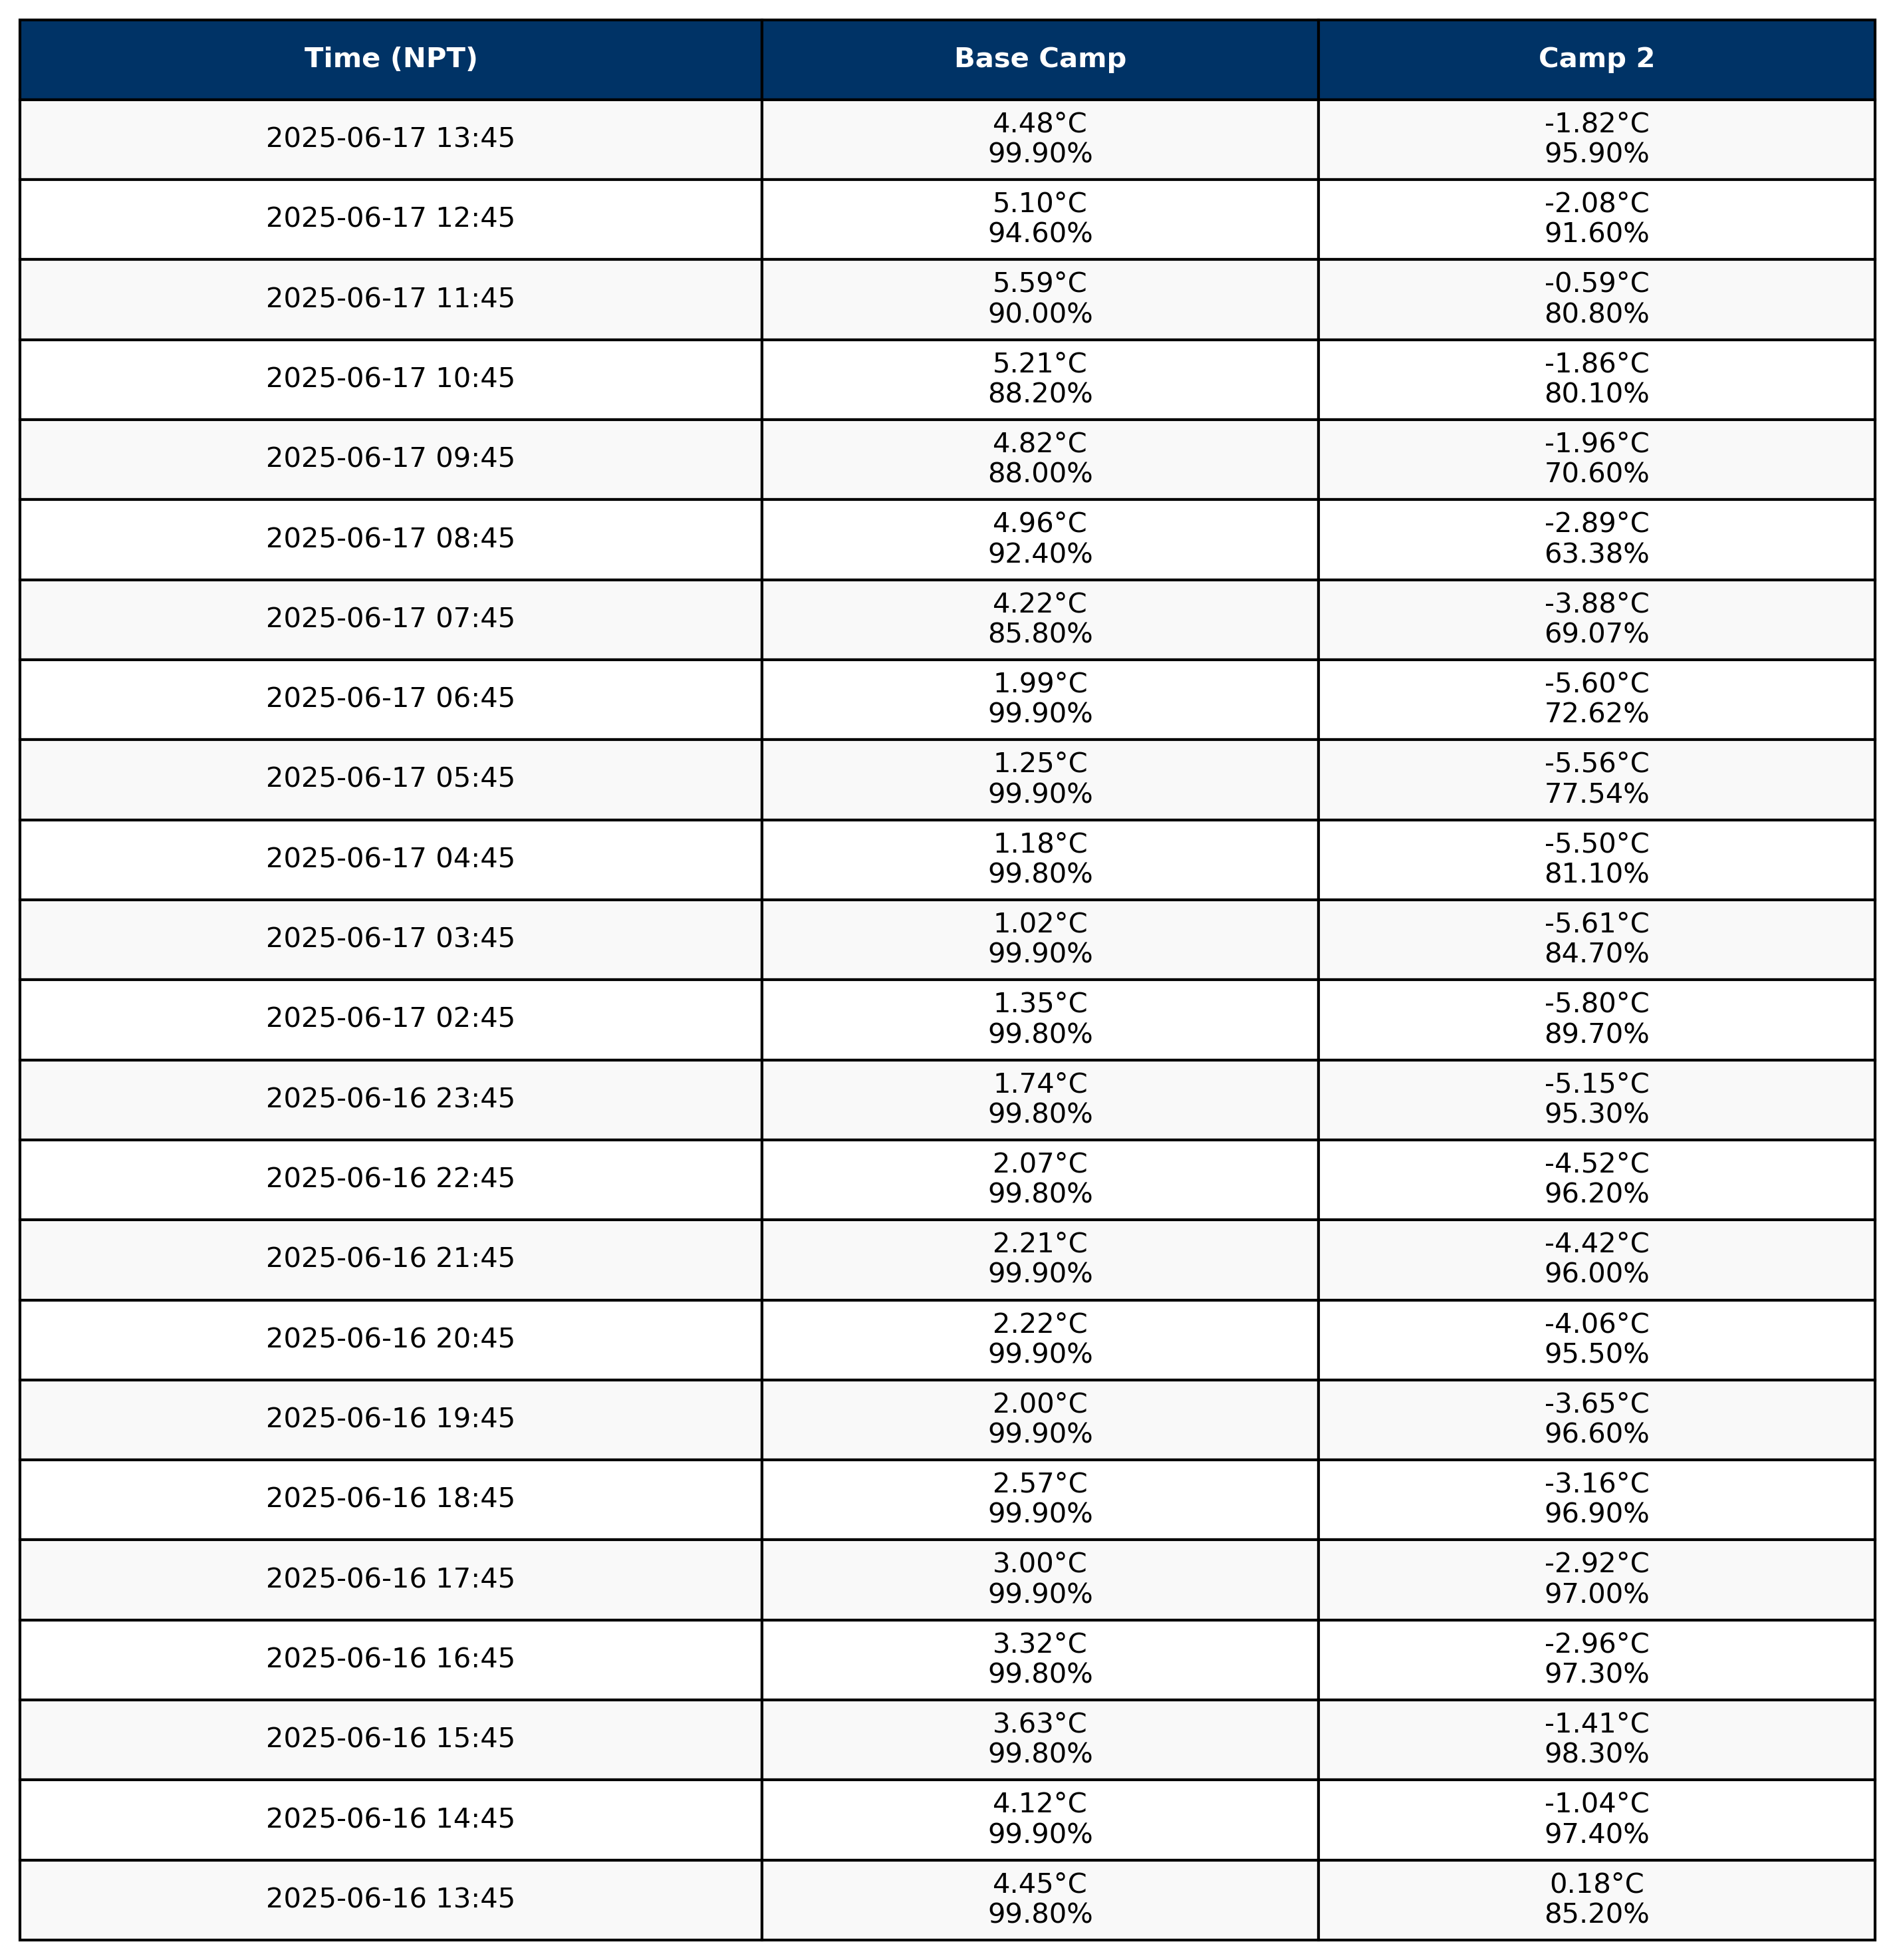 Time (NPT) Base Camp Camp 2
2025-06-17 13:45 4.48°C -1.82°C
99.90% 95.90%
2025-06-17 12:45 5.10°C -2.08°C
94.60% 91.60%
2025-06-17 11:45 5.59°C -0.59°C
90.00% 80.80%
2025-06-17 10:45 5.21°C -1.86°C
88.20% 80.10%
2025-06-17 09:45 4.82°C -1.96°C
88.00% 70.60%
2025-06-17 08:45 4.96°C -2.89°C
92.40% 63.38%
2025-06-17 07:45 4.22°C -3.88°C
85.80% 69.07%
2025-06-17 06:45 1.99°C -5.60°C
99.90% 72.62%
2025-06-17 05:45 1.25°C -5.56°C
99.90% 77.54%
2025-06-17 04:45 1.18°C -5.50°C
99.80% 81.10%
2025-06-17 03:45 1.02°C -5.61°C
99.90% 84.70%
2025-06-17 02:45 1.35°C -5.80°C
99.80% 89.70%
2025-06-16 23:45 1.74°C -5.15°C
99.80% 95.30%
2025-06-16 22:45 2.07°C -4.52°C
99.80% 96.20%
2025-06-16 21:45 2.21°C -4.42°C
99.90% 96.00%
2025-06-16 20:45 2.22°C -4.06°C
99.90% 95.50%
2025-06-16 19:45 2.00°C -3.65°C
99.90% 96.60%
2025-06-16 18:45 2.57°C -3.16°C
99.90% 96.90%
2025-06-16 17:45 3.00°C -2.92°C
99.90% 97.00%
2025-06-16 16:45 3.32°C -2.96°C
99.80% 97.30%
2025-06-16 15:45 3.63°C -1.41°C
99.80% 98.30%
2025-06-16 14:45 4.12°C -1.04°C
99.90% 97.40%
2025-06-16 13:45 4.45°C 0.18°C
99.80% 85.20%